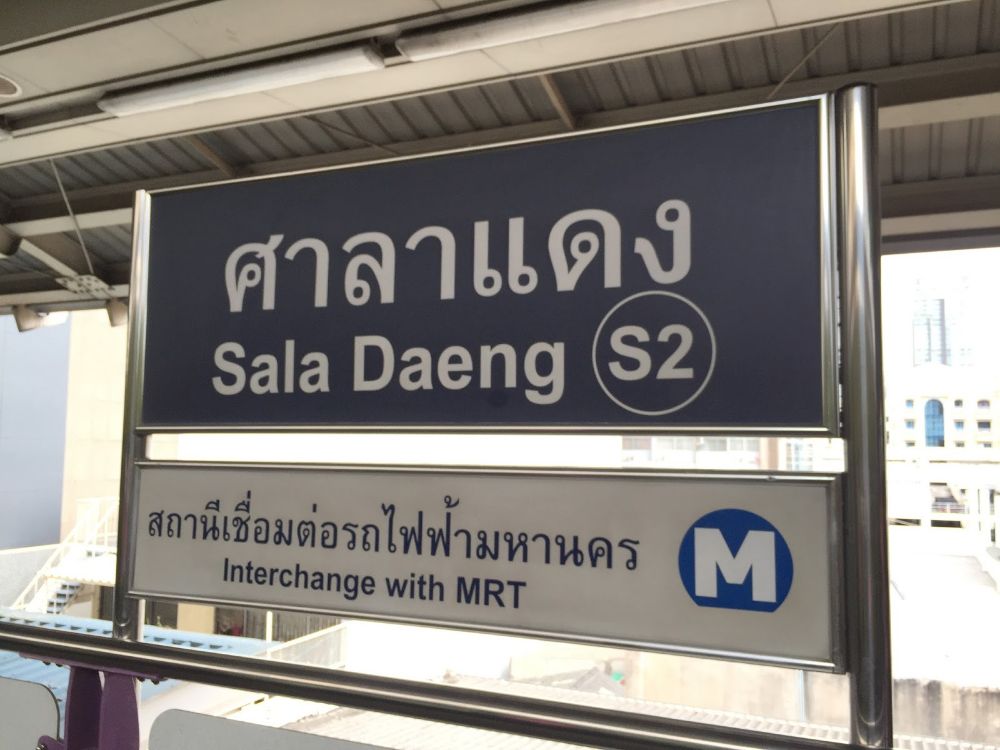 ศาลาแดง
Sala Daeng S2
สถานีเชื่อมต่อรถไฟฟ้ามหานคร
Interchange with MRT
M